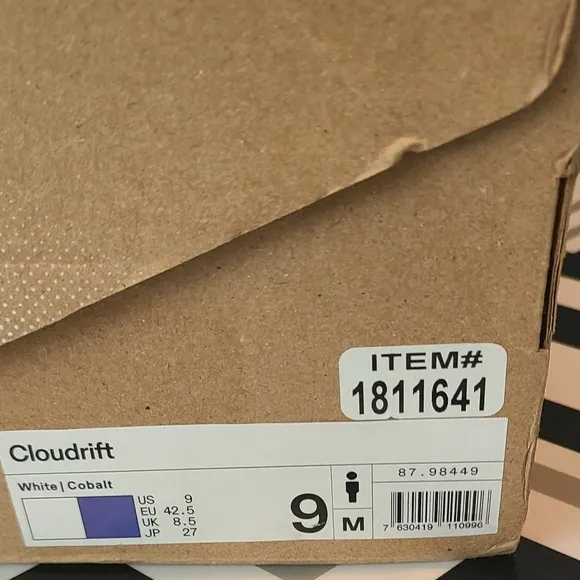 ITEM#
1811641
Cloudrift
White|Cobalt
US 9
EU 42.5
UK 8.5
JP 27
9
M
87.98449
7 630419 110996